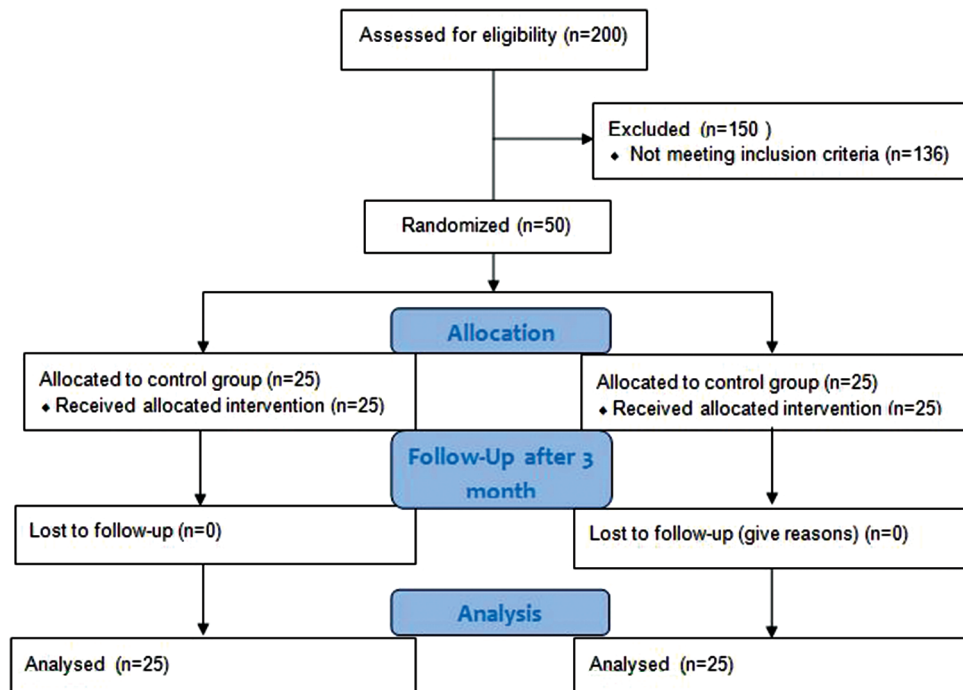 Assessed for eligibility (n=200)
Excluded (n=150 )
⬥ Not meeting inclusion criteria (n=136)
Randomized (n=50)
Allocation
Allocated to control group (n=25)
⬥ Received allocated intervention (n=25)
Allocated to control group (n=25)
⬥ Received allocated intervention (n=25)
Follow-Up after 3
month
Lost to follow-up (n=0)
Lost to follow-up (give reasons) (n=0)
Analysis
Analysed (n=25)
Analysed (n=25)